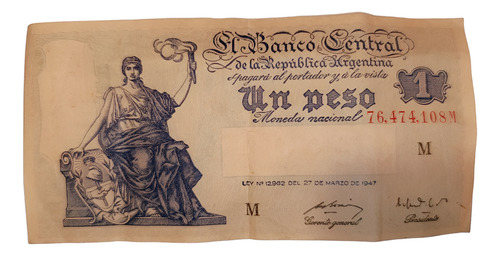 El Banco Central
de la República Argentina
pagará al portador y á la vista
Un peso
1
Moneda nacional 76.474.108M
M
LEY Nº 12.962 DEL 27 DE MARZO DE 1947
M
Gerente general
Presidente